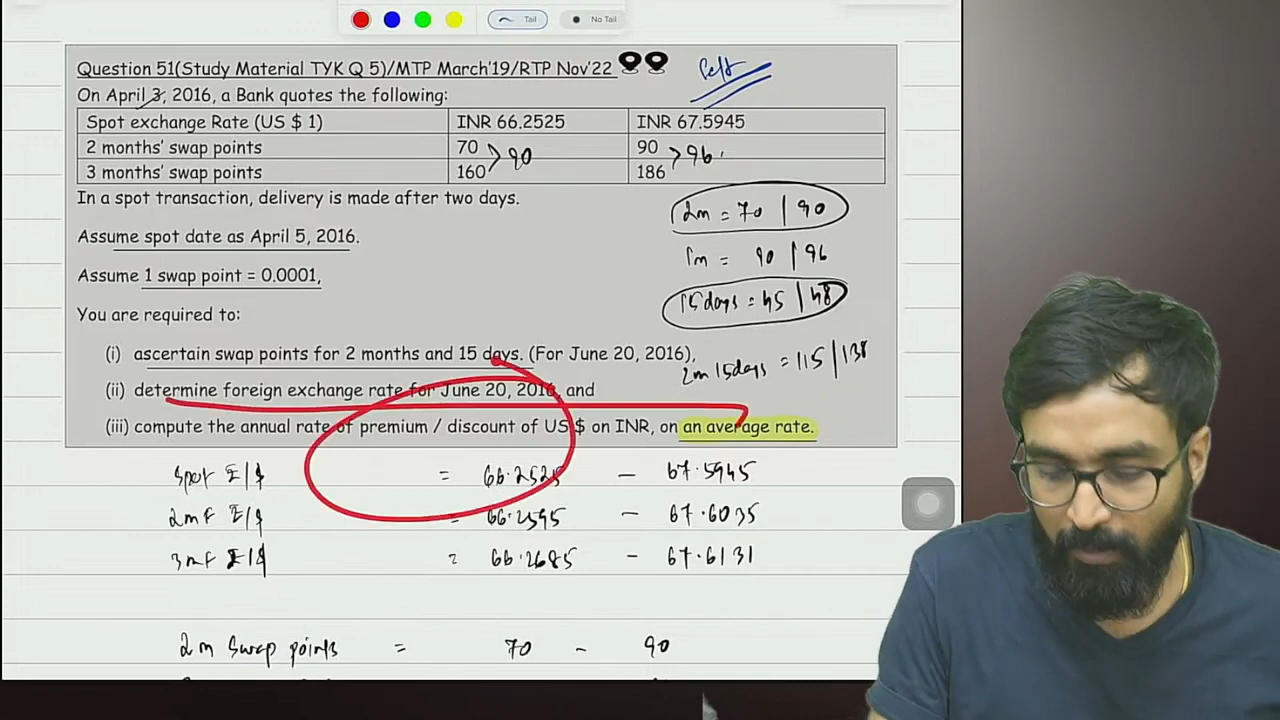 Tail
No Tail
Question 51(Study Material TYK Q 5)/MTP March'19/RTP Nov'22
Self
On April 3, 2016, a Bank quotes the following:
Spot exchange Rate (US $ 1) INR 66.2525 INR 67.5945
2 months' swap points 70 90
90 96
3 months' swap points 160 186
In a spot transaction, delivery is made after two days.
2m = 70 | 90
Assume spot date as April 5, 2016.
1m = 90 | 96
Assume 1 swap point = 0.0001,
15 days = 45 | 48
You are required to:
(i) ascertain swap points for 2 months and 15 days. (For June 20, 2016),
2m 15days = 115 | 138
(ii) determine foreign exchange rate for June 20, 2016, and
(iii) compute the annual rate of premium / discount of US $ on INR, on an average rate.
Spot ₹/$ = 66.2525 - 67.5945
2mF ₹/$ = 66.2595 - 67.6035
3mF ₹/$ = 66.2685 - 67.6131
2m Swap points = 70 - 90